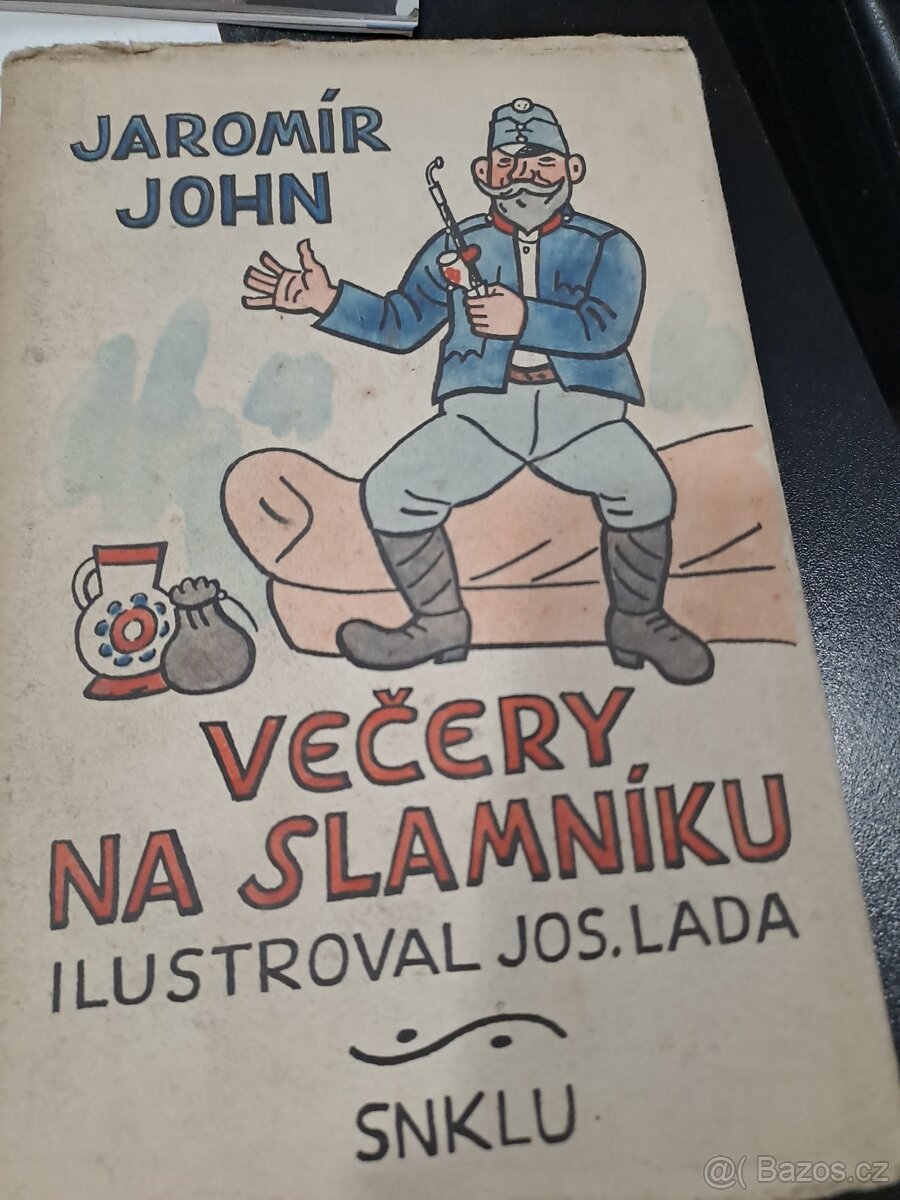 JAROMÍR
JOHN
VEČERY
NA SLAMNÍKU
ILUSTROVAL JOS. LADA
SNKLU
@( Bazos.cz